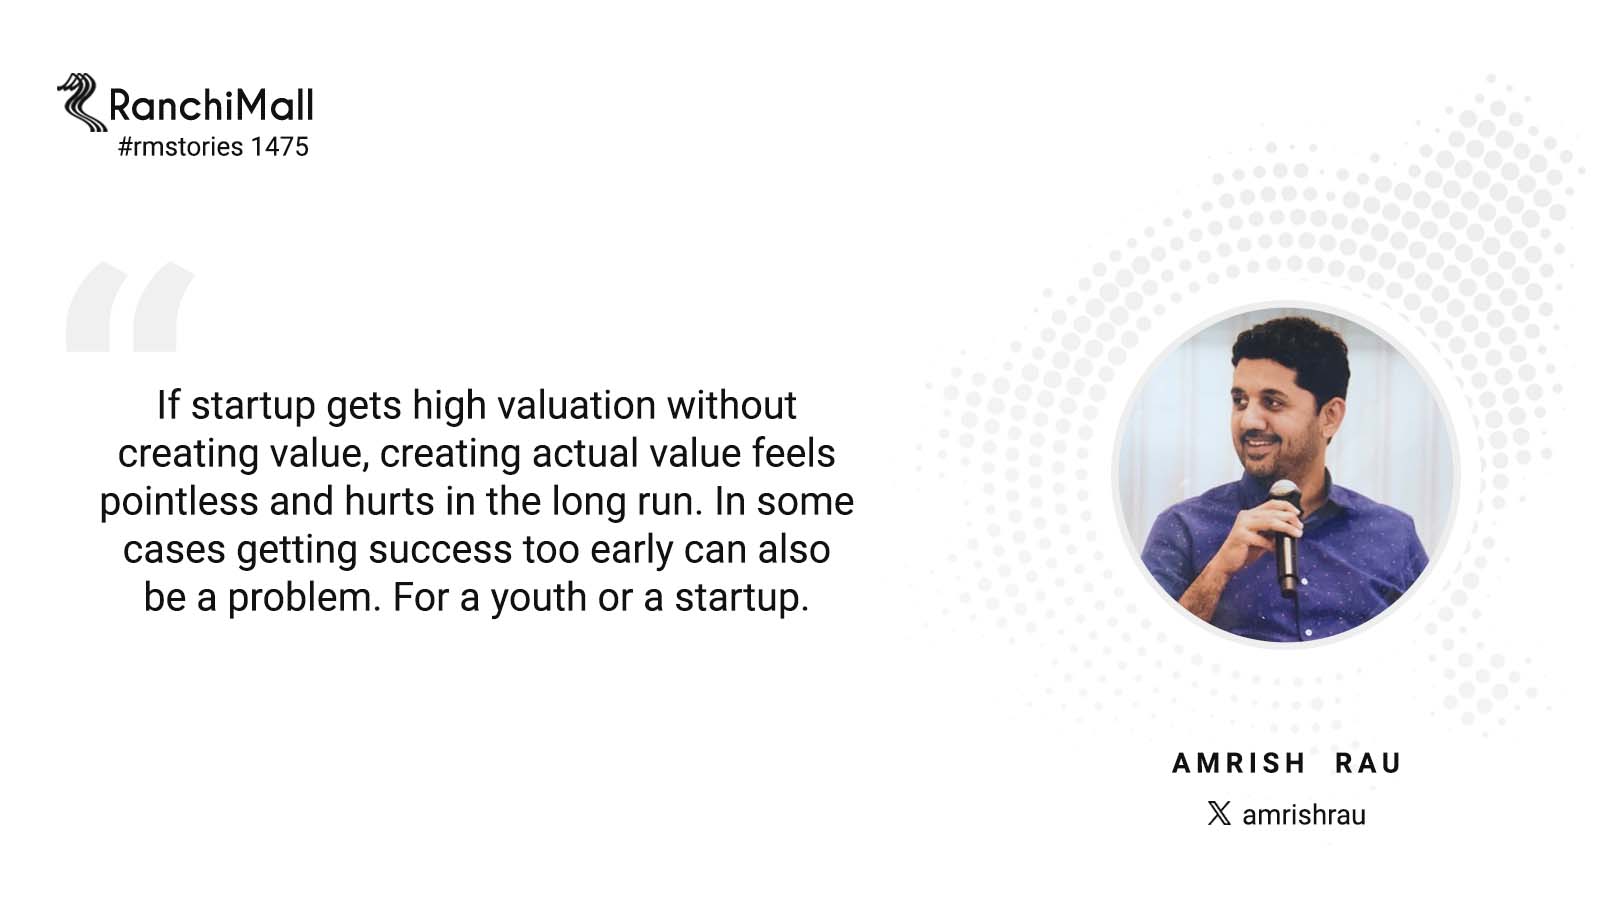 RanchiMall
#rmstories 1475
If startup gets high valuation without
creating value, creating actual value feels
pointless and hurts in the long run. In some
cases getting success too early can also
be a problem. For a youth or a startup.
AMRISH RAU
X amrishrau